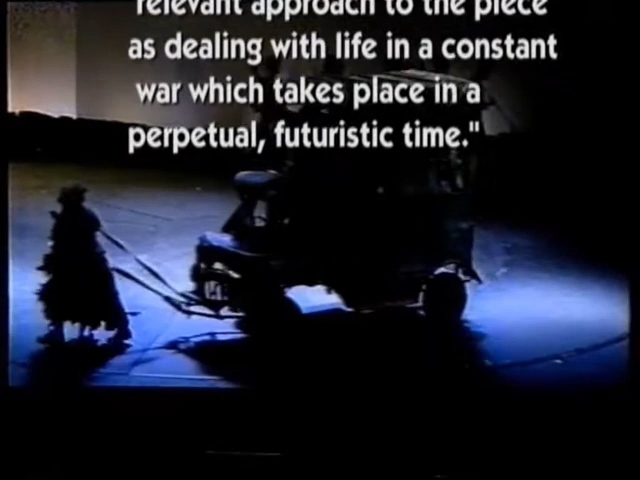 relevant approach to the piece
as dealing with life in a constant
war which takes place in a
perpetual, futuristic time."